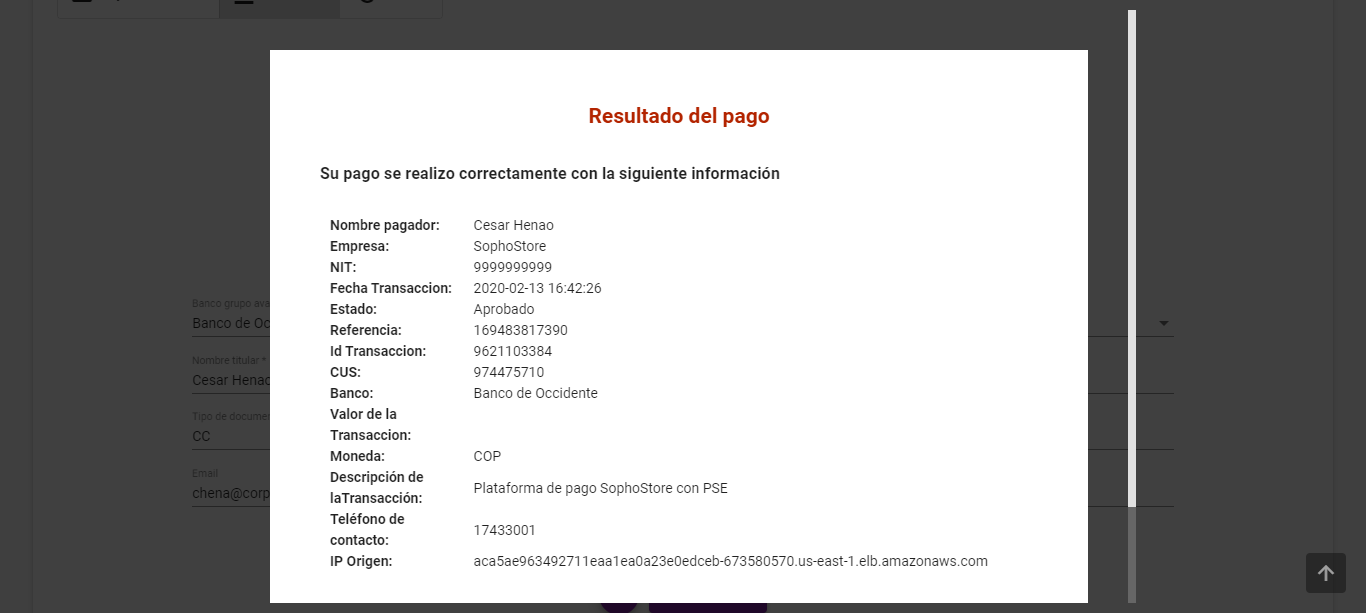 Resultado del pago
Su pago se realizo correctamente con la siguiente información
Nombre pagador: Cesar Henao
Empresa: SophoStore
NIT: 9999999999
Fecha Transaccion: 2020-02-13 16:42:26
Estado: Aprobado
Referencia: 169483817390
Id Transaccion: 9621103384
CUS: 974475710
Banco: Banco de Occidente
Valor de la
Transaccion:
Moneda: COP
Descripción de
laTransacción: Plataforma de pago SophoStore con PSE
Teléfono de
contacto: 17433001
IP Origen: aca5ae963492711eaa1ea0a23e0edceb-673580570.us-east-1.elb.amazonaws.com
Banco grupo ava
Banco de Oc
Nombre titular *
Cesar Henao
Tipo de docume
CC
Email
chena@corp